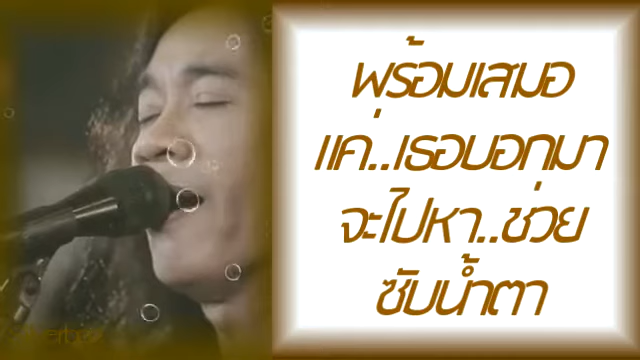 พร้อมเสมอ
แค่..เธอบอกมา
จะไปหา..ช่วย
ซับน้ำตา